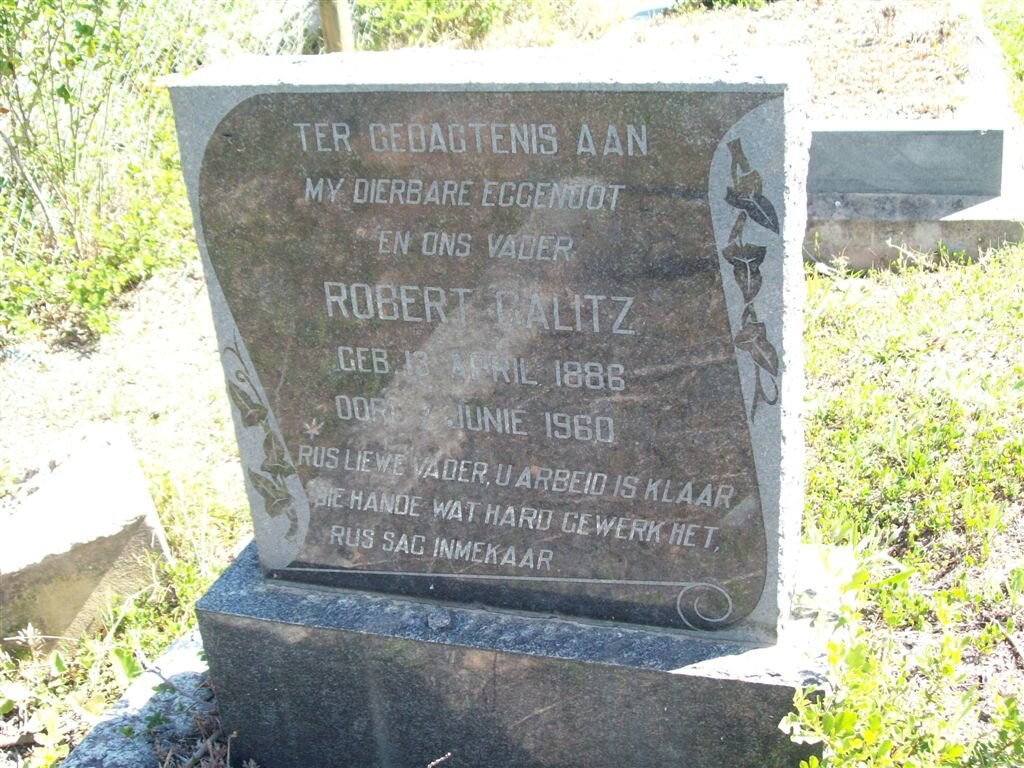 TER GEDAGTENIS AAN
MY DIERBARE EGGENOOT
EN ONS VADER
ROBERT GALITZ
GEB 13 APRIL 1886
OORL JUNIE 1960
RUS LIEWE VADER, U ARBEID IS KLAAR
DIE HANDE WAT HARD GEWERK HET,
RUS SAG INMEKAAR